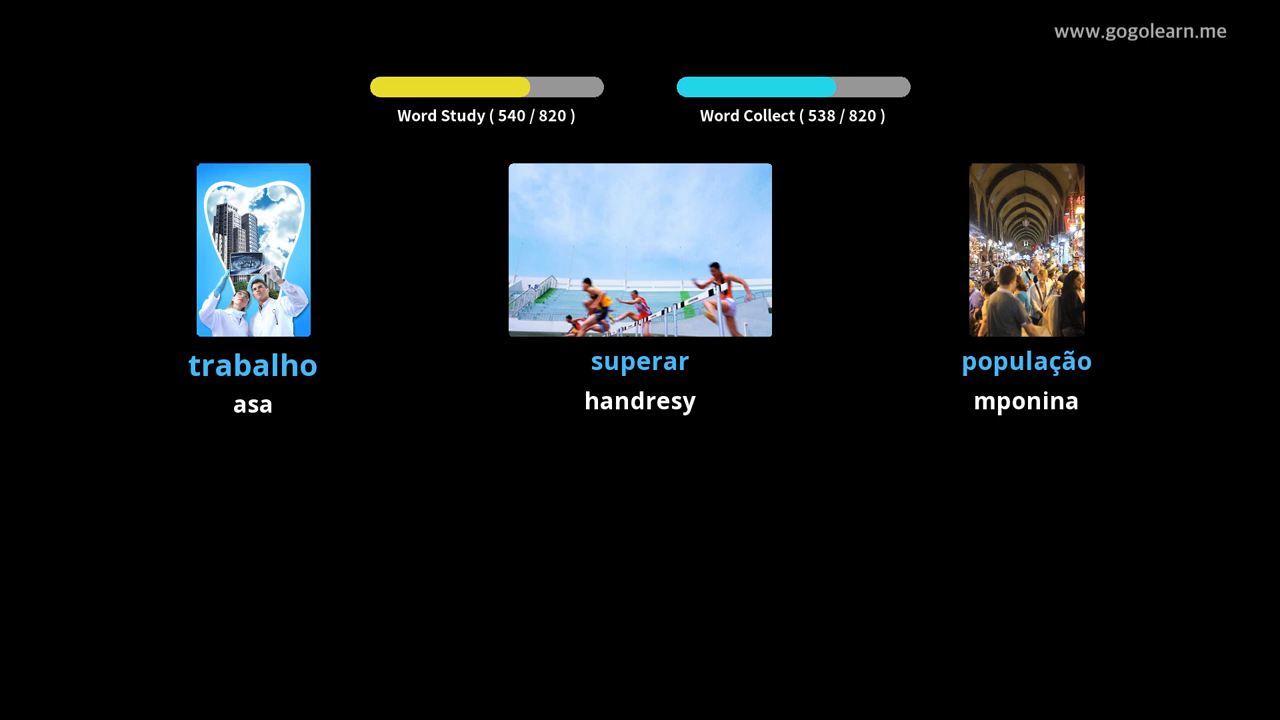 www.gogolearn.me
Word Study ( 540 / 820 )
Word Collect ( 538 / 820 )
trabalho
asa
superar
handresy
população
mponina